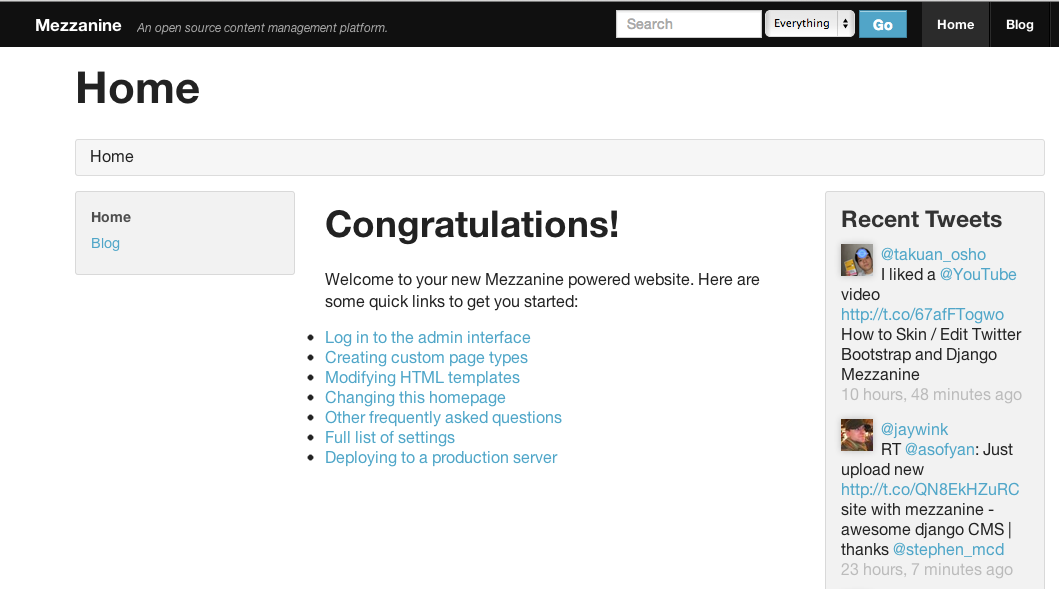 Mezzanine An open source content management platform. Search Everything Go Home Blog
Home
Home
Home
Blog
Congratulations!
Welcome to your new Mezzanine powered website. Here are
some quick links to get you started:
Log in to the admin interface
Creating custom page types
Modifying HTML templates
Changing this homepage
Other frequently asked questions
Full list of settings
Deploying to a production server
Recent Tweets
@takuan_osho
I liked a @YouTube
video
http://t.co/67afFTogwo
How to Skin / Edit Twitter
Bootstrap and Django
Mezzanine
10 hours, 48 minutes ago
@jaywink
RT @asofyan: Just
upload new
http://t.co/QN8EkHZuRC
site with mezzanine -
awesome django CMS |
thanks @stephen_mcd
23 hours, 7 minutes ago